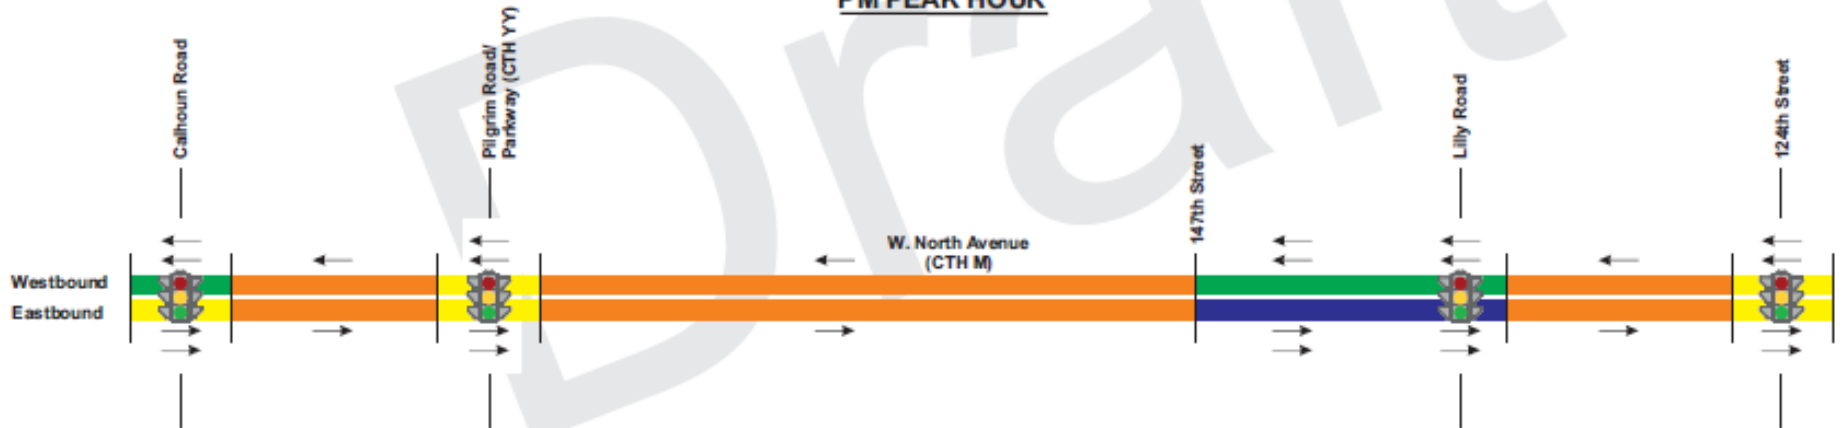 PM PEAK HOUR
Draft
Calhoun Road
Pilgrim Road/
Parkway (CTH YY)
147th Street
Lilly Road
124th Street
W. North Avenue
(CTH M)
Westbound
Eastbound